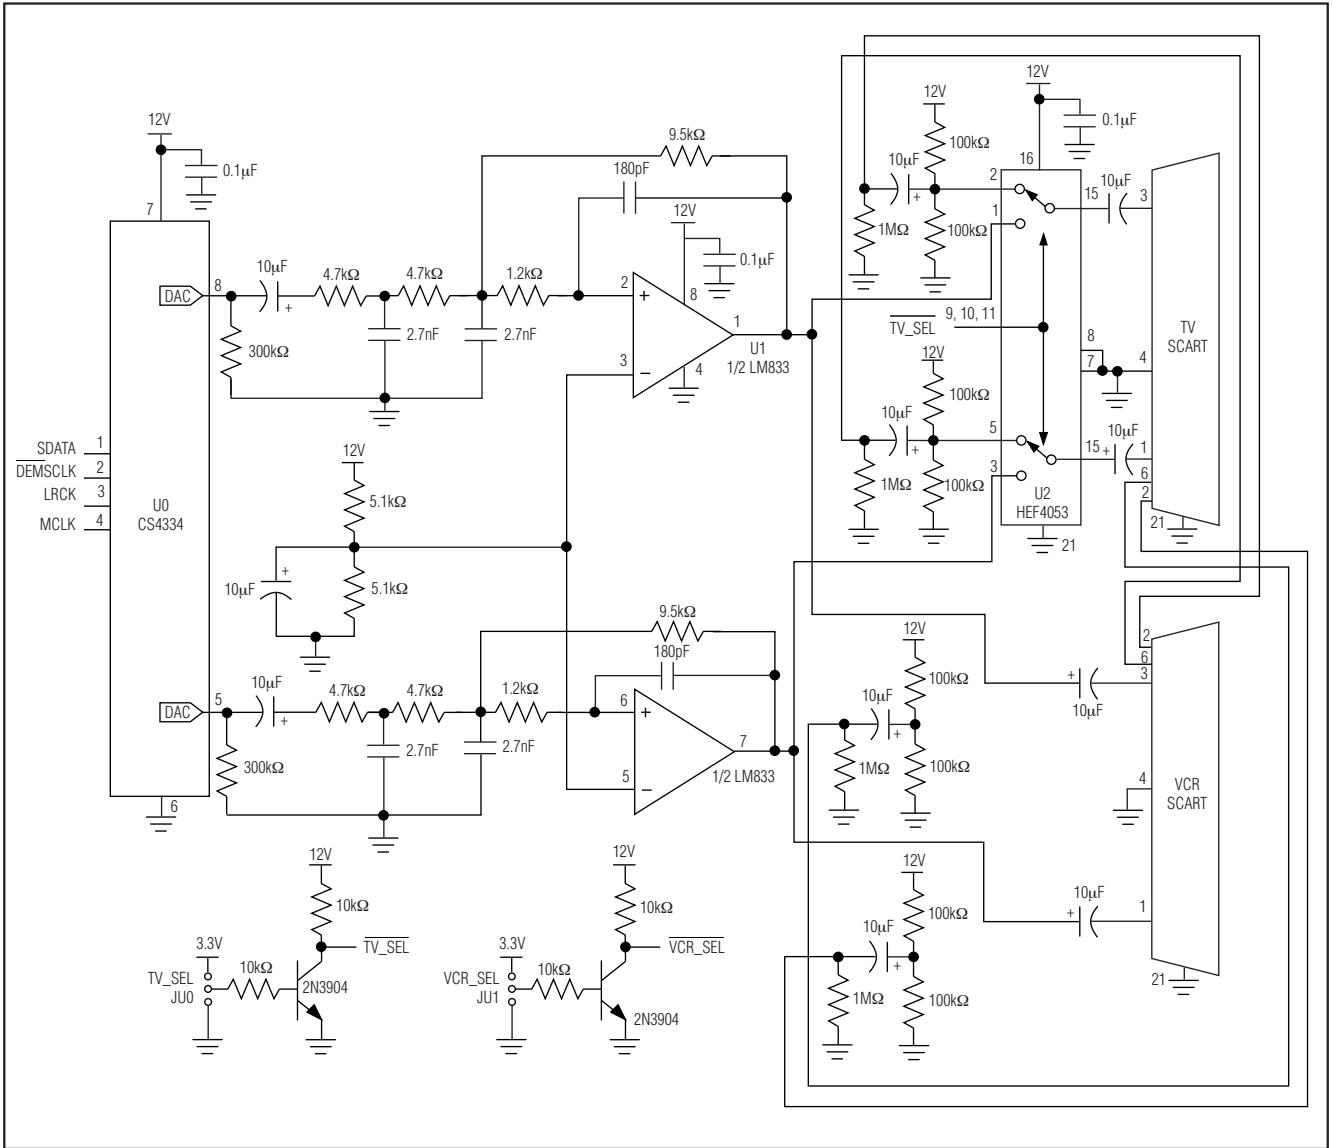 12V
0.1µF
7
DAC
8
10µF
+
4.7kΩ
4.7kΩ
1.2kΩ
9.5kΩ
180pF
12V
0.1µF
8
2
+
3
−
4
1
U1
1/2 LM833
300kΩ
2.7nF
2.7nF
SDATA 1
DEMSCLK 2
LRCK 3
MCLK 4
U0
CS4334
12V
5.1kΩ
5.1kΩ
10µF
+
DAC
5
10µF
+
4.7kΩ
4.7kΩ
1.2kΩ
9.5kΩ
180pF
6
+
5
−
7
1/2 LM833
300kΩ
2.7nF
2.7nF
6
12V
10kΩ
TV_SEL
3.3V
TV_SEL
JU0
10kΩ
2N3904
12V
10kΩ
VCR_SEL
3.3V
VCR_SEL
JU1
10kΩ
2N3904
12V
100kΩ
10µF
+
1MΩ
100kΩ
12V
0.1µF
16
2
1
15
10µF
3
TV_SEL
9, 10, 11
8
7
4
TV
SCART
12V
100kΩ
10µF
+
1MΩ
100kΩ
5
3
15
+
10µF
1
6
2
U2
HEF4053
21
21
12V
100kΩ
10µF
+
1MΩ
100kΩ
+
10µF
2
6
3
4
VCR
SCART
12V
100kΩ
10µF
+
1MΩ
100kΩ
10µF
+
1
21